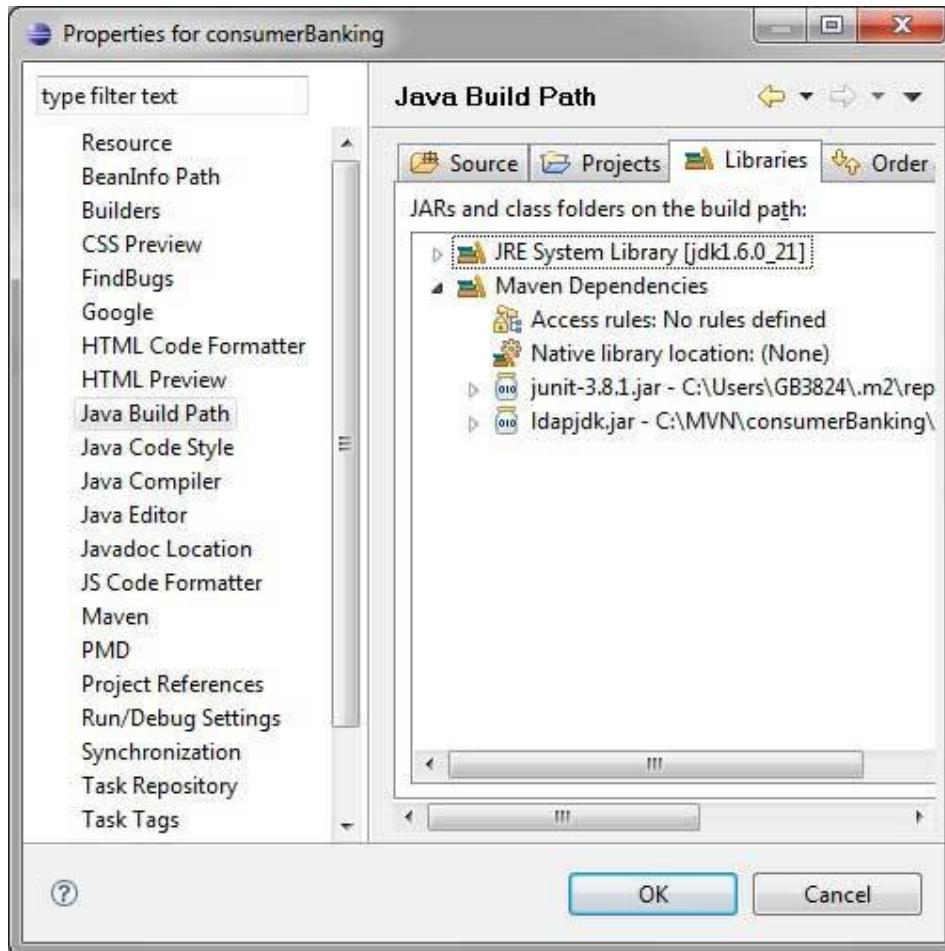 Properties for consumerBanking
type filter text
Resource
BeanInfo Path
Builders
CSS Preview
FindBugs
Google
HTML Code Formatter
HTML Preview
Java Build Path
Java Code Style
Java Compiler
Java Editor
Javadoc Location
JS Code Formatter
Maven
PMD
Project References
Run/Debug Settings
Synchronization
Task Repository
Task Tags
Java Build Path
Source Projects Libraries Order
JARs and class folders on the build path:
JRE System Library [jdk1.6.0_21]
Maven Dependencies
Access rules: No rules defined
Native library location: (None)
junit-3.8.1.jar - C:\Users\GB3824\.m2\rep
ldapjdk.jar - C:\MVN\consumerBanking\
OK Cancel